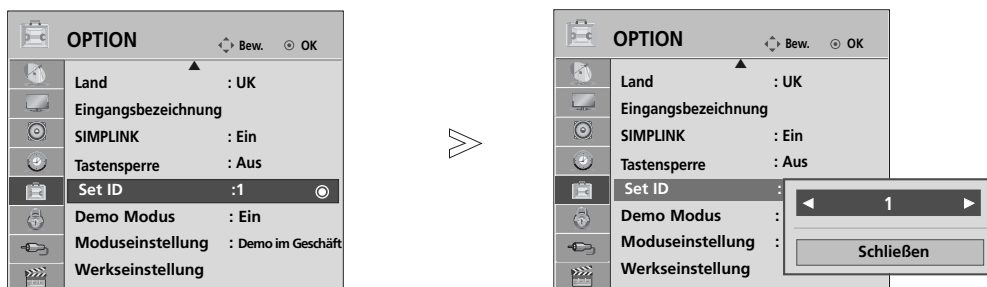 OPTION Bew. OK
Land : UK
Eingangsbezeichnung
SIMPLINK : Ein
Tastensperre : Aus
Set ID :1
Demo Modus : Ein
Moduseinstellung : Demo im Geschäft
Werkseinstellung
OPTION Bew. OK
Land : UK
Eingangsbezeichnung
SIMPLINK : Ein
Tastensperre : Aus
Set ID :
Demo Modus :
Moduseinstellung :
Werkseinstellung
◄ 1 ►
Schließen